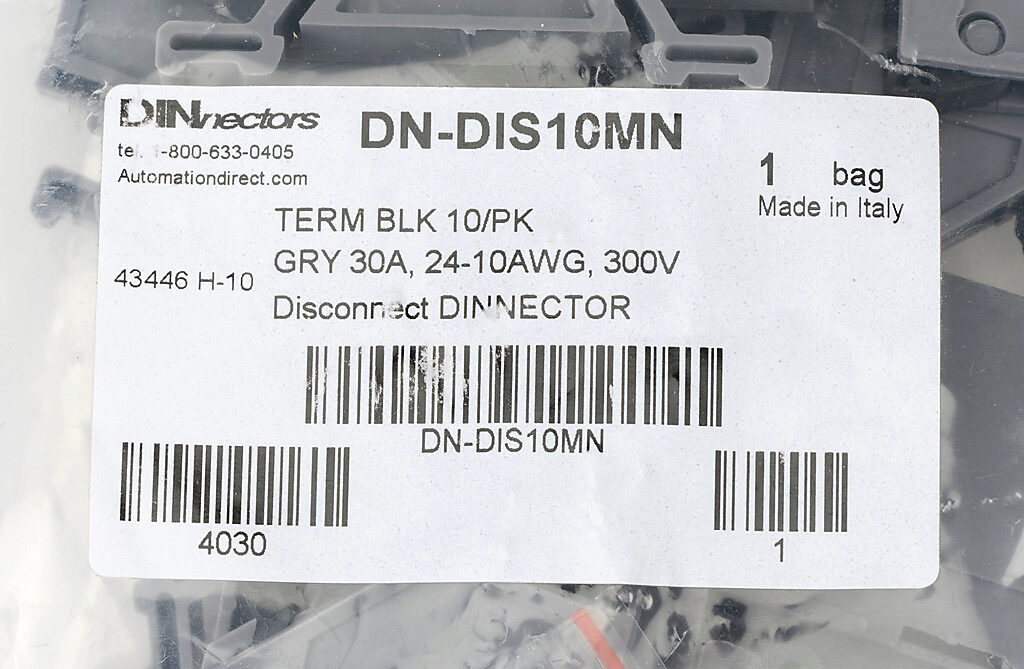 DINnectors
tel. 1-800-633-0405
Automationdirect.com
DN-DIS10MN
1 bag
Made in Italy
TERM BLK 10/PK
GRY 30A, 24-10AWG, 300V
43446 H-10
Disconnect DINNECTOR
DN-DIS10MN
4030
1